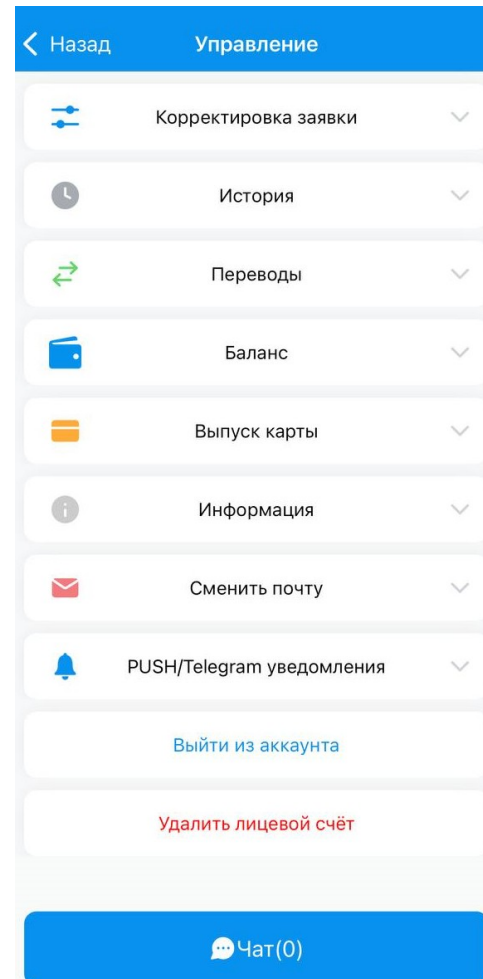 Назад Управление
Корректировка заявки
История
Переводы
Баланс
Выпуск карты
Информация
Сменить почту
PUSH/Telegram уведомления
Выйти из аккаунта
Удалить лицевой счёт
Чат(0)